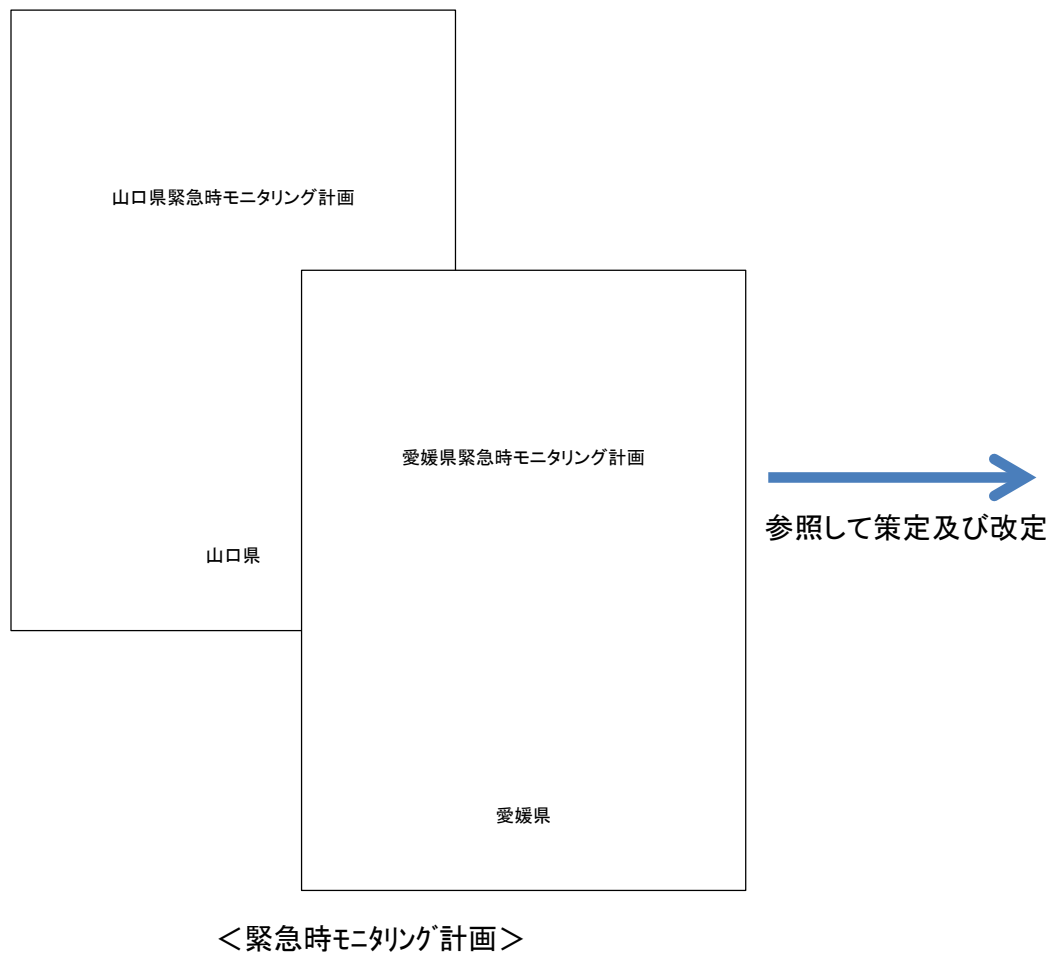 山口県緊急時モニタリング計画
山口県
愛媛県緊急時モニタリング計画
愛媛県
参照して策定及び改定
＜緊急時ﾓﾆﾀﾘﾝｸﾞ計画＞